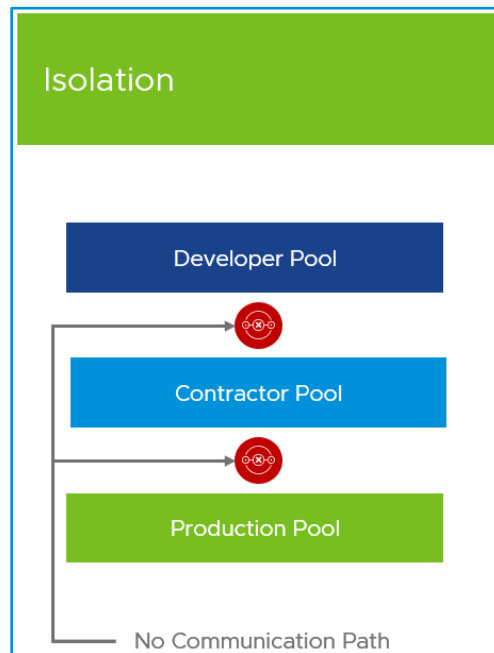 Isolation
Developer Pool
Contractor Pool
Production Pool
No Communication Path